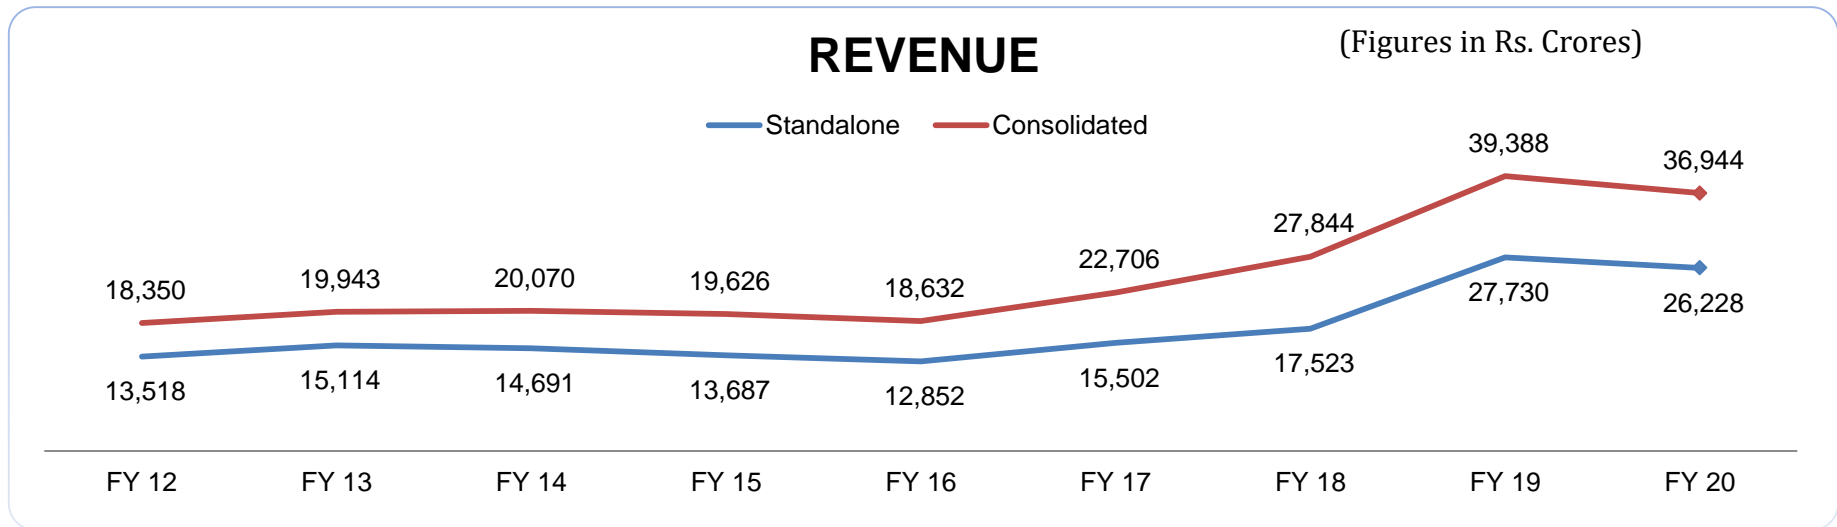 REVENUE
(Figures in Rs. Crores)
Standalone Consolidated
18,350 19,943 20,070 19,626 18,632 22,706 27,844 39,388 36,944
13,518 15,114 14,691 13,687 12,852 15,502 17,523 27,730 26,228
FY 12 FY 13 FY 14 FY 15 FY 16 FY 17 FY 18 FY 19 FY 20